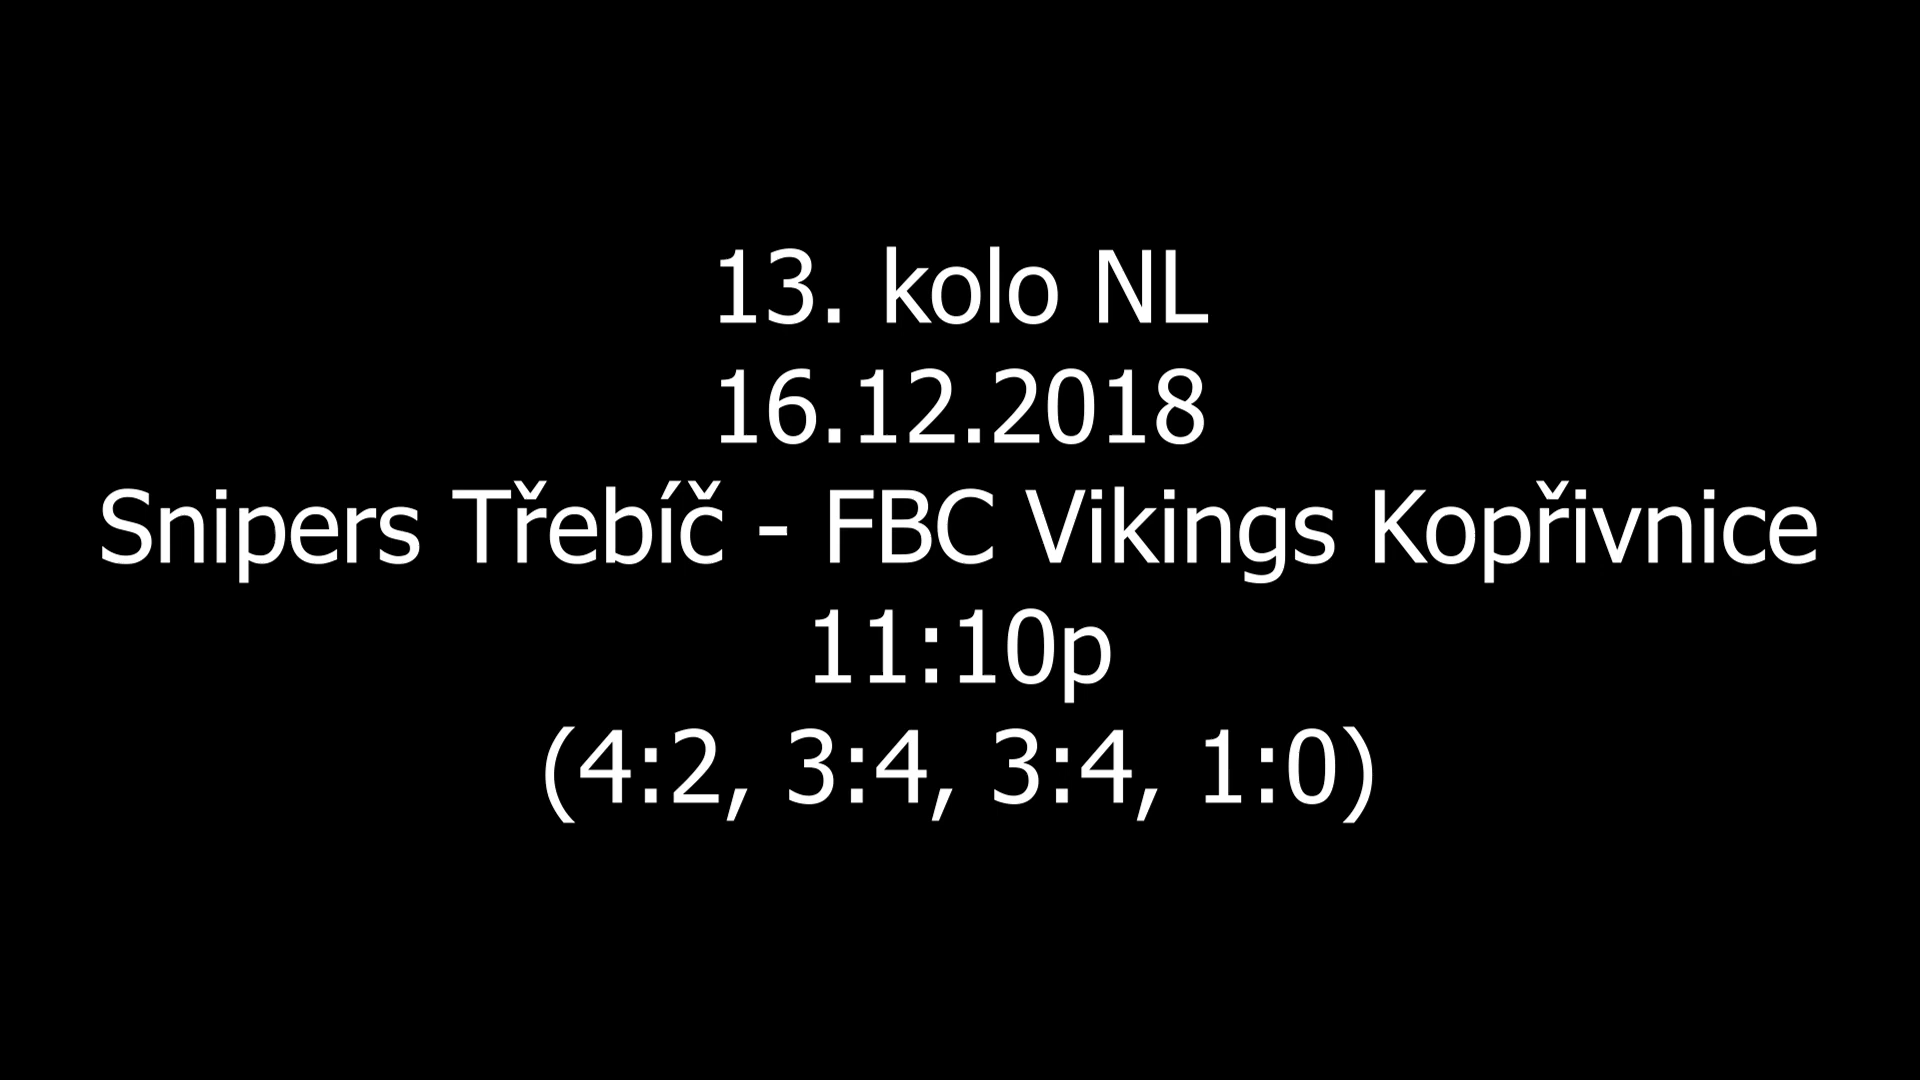 13. kolo NL
16.12.2018
Snipers Třebíč - FBC Vikings Kopřivnice
11:10p
(4:2, 3:4, 3:4, 1:0)